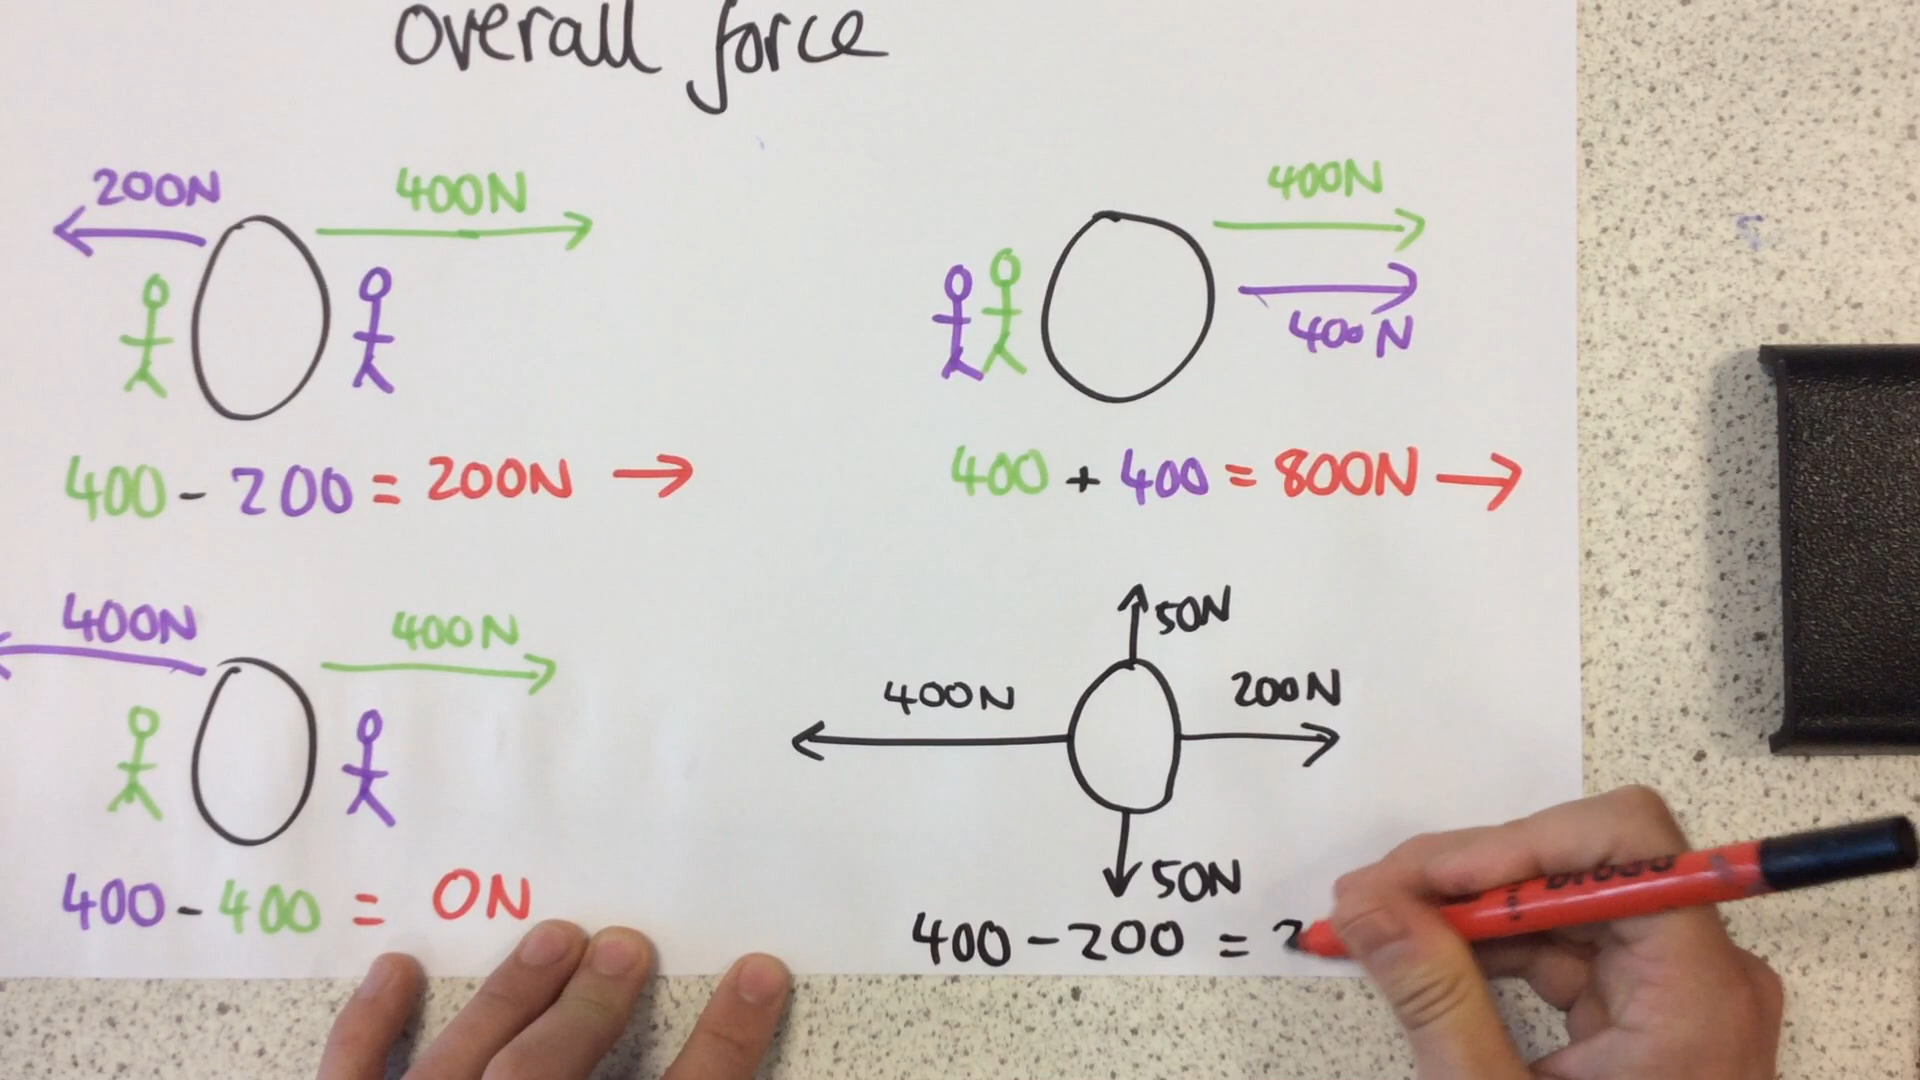 overall force
200N 400N
400 - 200 = 200N →
400N
400N
400 + 400 = 800N →
400N 400N
400 - 400 = 0N
50N
400N 200N
50N
400 - 200 =